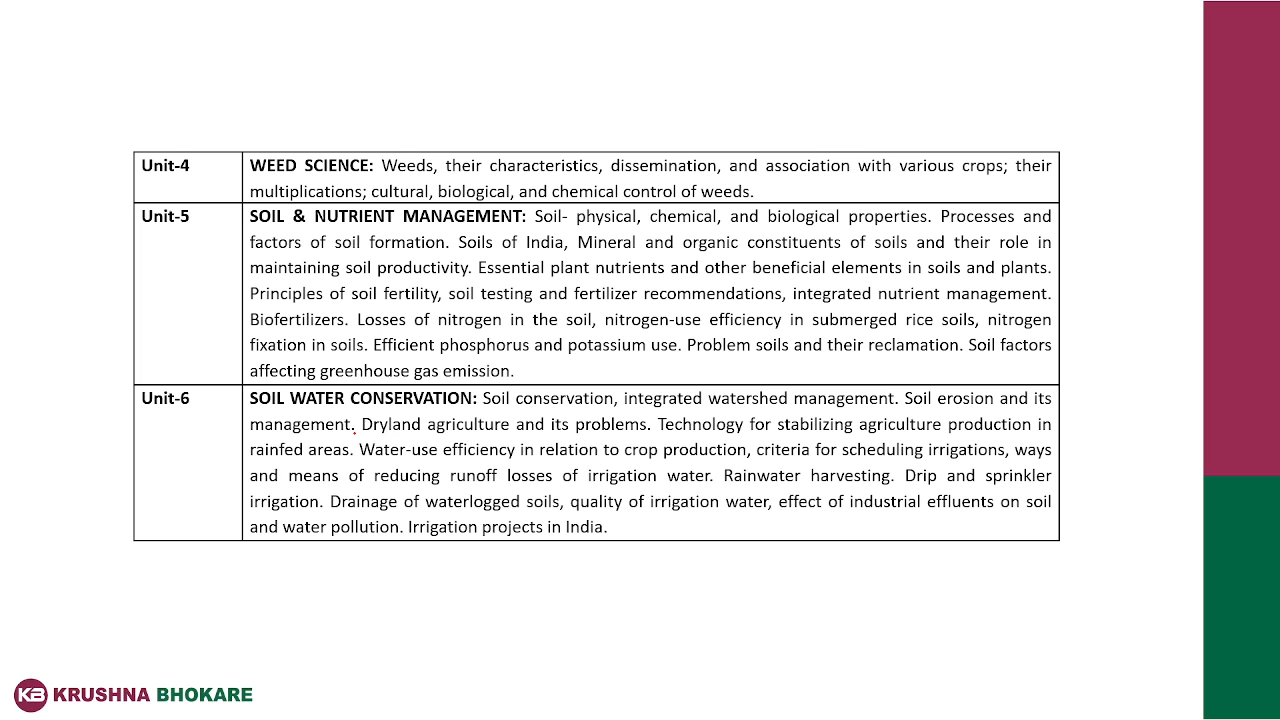 Unit-4
WEED SCIENCE: Weeds, their characteristics, dissemination, and association with various crops; their
multiplications; cultural, biological, and chemical control of weeds.
Unit-5
SOIL & NUTRIENT MANAGEMENT: Soil- physical, chemical, and biological properties. Processes and
factors of soil formation. Soils of India, Mineral and organic constituents of soils and their role in
maintaining soil productivity. Essential plant nutrients and other beneficial elements in soils and plants.
Principles of soil fertility, soil testing and fertilizer recommendations, integrated nutrient management.
Biofertilizers. Losses of nitrogen in the soil, nitrogen-use efficiency in submerged rice soils, nitrogen
fixation in soils. Efficient phosphorus and potassium use. Problem soils and their reclamation. Soil factors
affecting greenhouse gas emission.
Unit-6
SOIL WATER CONSERVATION: Soil conservation, integrated watershed management. Soil erosion and its
management. Dryland agriculture and its problems. Technology for stabilizing agriculture production in
rainfed areas. Water-use efficiency in relation to crop production, criteria for scheduling irrigations, ways
and means of reducing runoff losses of irrigation water. Rainwater harvesting. Drip and sprinkler
irrigation. Drainage of waterlogged soils, quality of irrigation water, effect of industrial effluents on soil
and water pollution. Irrigation projects in India.
KB KRUSHNA BHOKARE